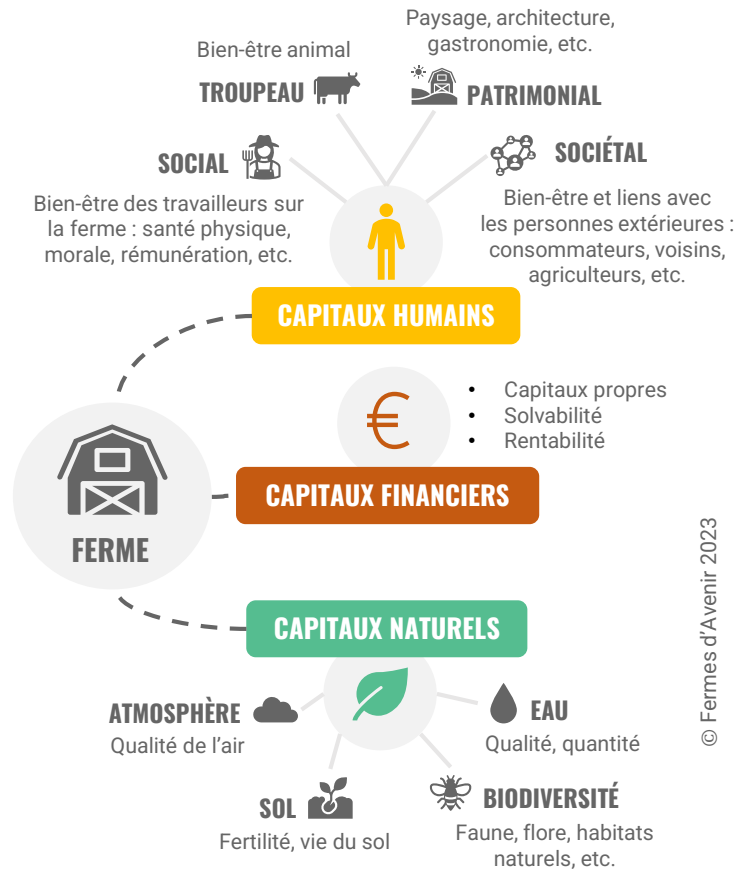 Paysage, architecture,
gastronomie, etc.
Bien-être animal
TROUPEAU
PATRIMONIAL
SOCIAL
SOCIÉTAL
Bien-être des travailleurs sur
la ferme : santé physique,
morale, rémunération, etc.
Bien-être et liens avec
les personnes extérieures :
consommateurs, voisins,
agriculteurs, etc.
CAPITAUX HUMAINS
€
• Capitaux propres
• Solvabilité
• Rentabilité
CAPITAUX FINANCIERS
FERME
CAPITAUX NATURELS
ATMOSPHÈRE
Qualité de l'air
EAU
Qualité, quantité
SOL
Fertilité, vie du sol
BIODIVERSITÉ
Faune, flore, habitats
naturels, etc.
© Fermes d'Avenir 2023